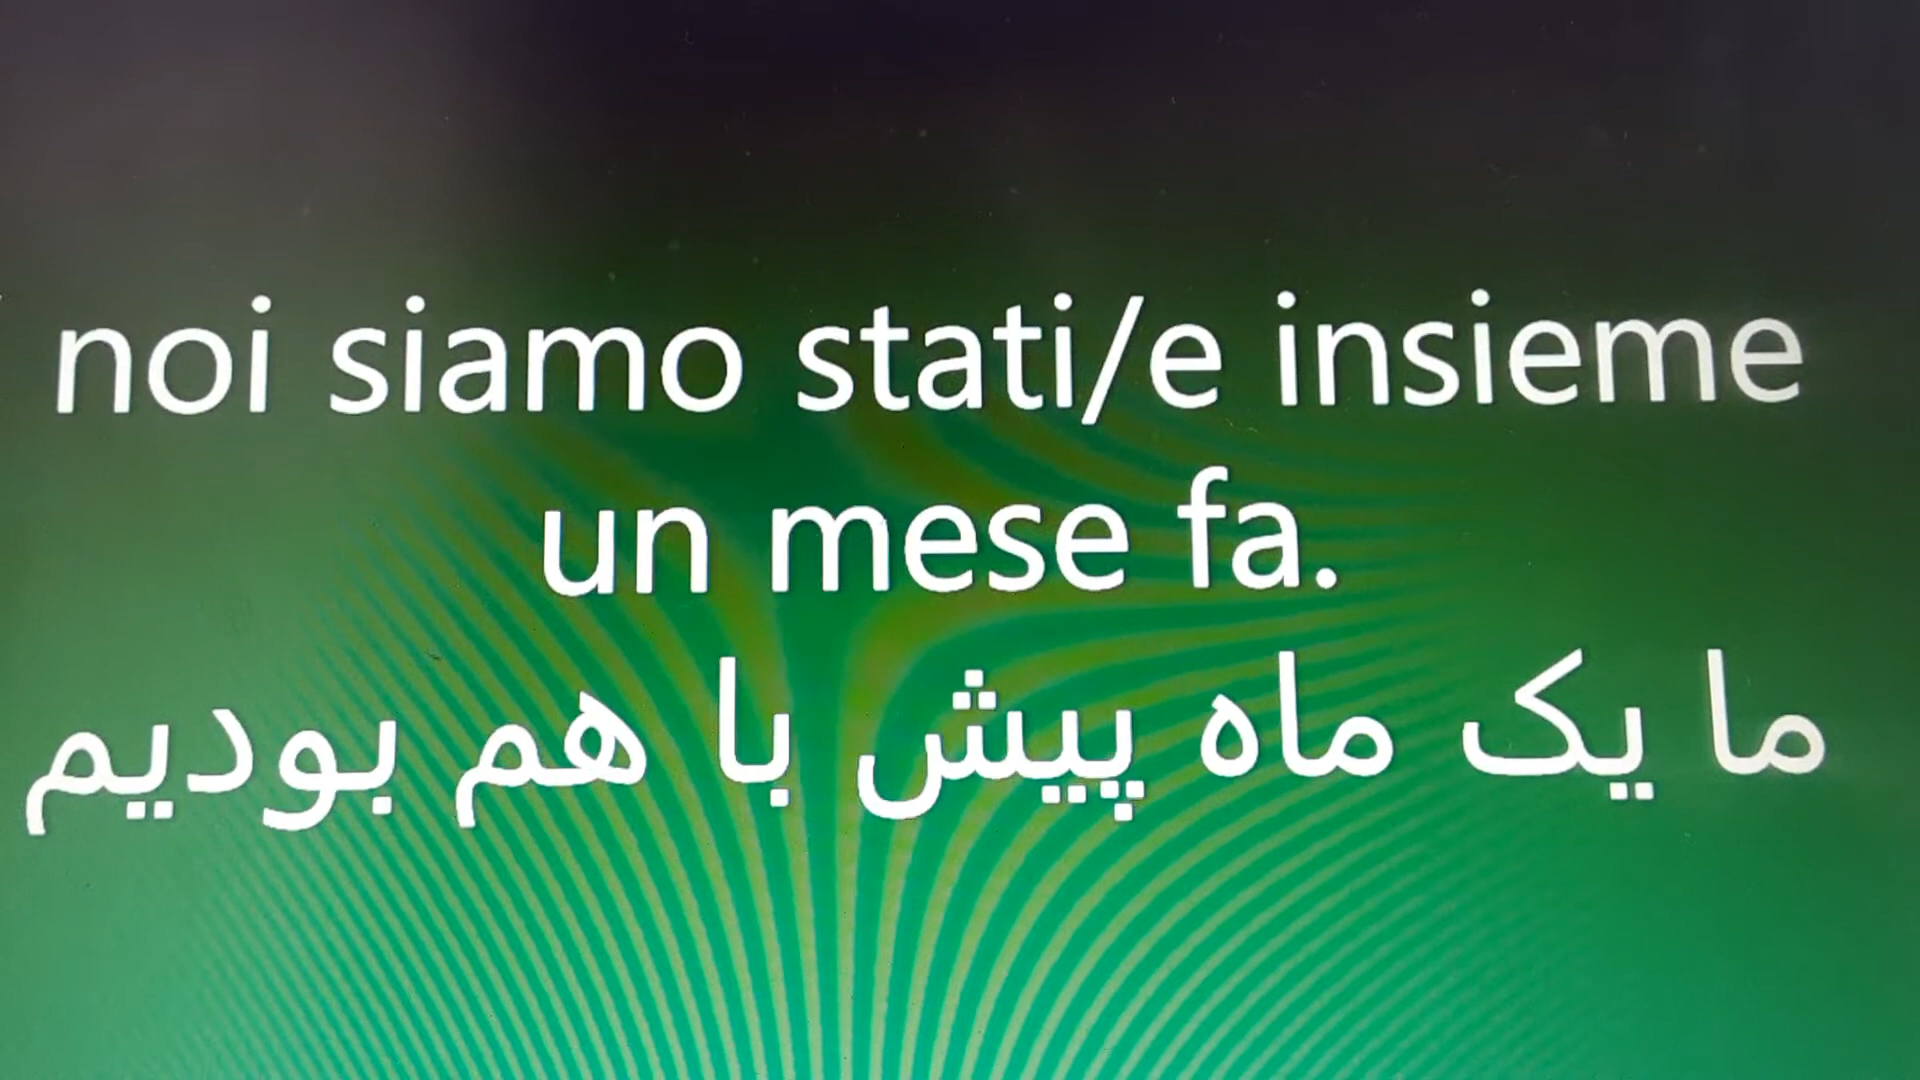 noi siamo stati/e insieme
un mese fa.
ما یک ماه پیش با هم بودیم